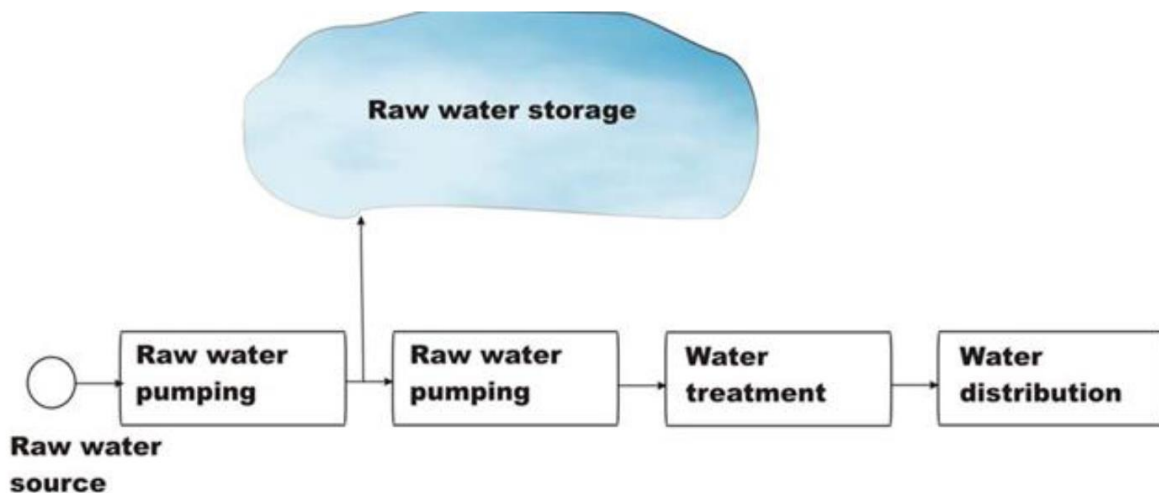 Raw water storage
Raw water
pumping
Raw water
pumping
Water
treatment
Water
distribution
Raw water
source